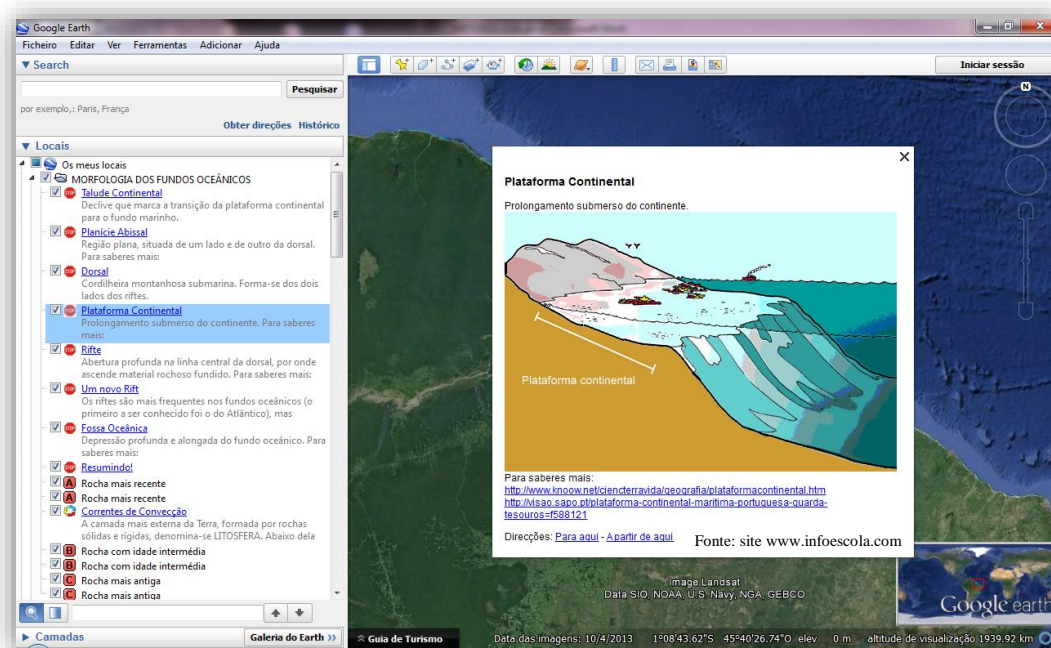 Google Earth
Ficheiro Editar Ver Ferramentas Adicionar Ajuda
Search
Pesquisar
por exemplo,: Paris, França
Obter direções Histórico
Locais
Os meus locais
MORFOLOGIA DOS FUNDOS OCEÂNICOS
Talude Continental
Declive que marca a transição da plataforma continental
para o fundo marinho.
Planície Abissal
Região plana, situada de um lado e de outro da dorsal.
Para saberes mais:
Dorsal
Cordilheira montanhosa submarina. Forma-se dos dois
lados dos riftes.
Plataforma Continental
Prolongamento submerso do continente. Para saberes
mais:
Rifte
Abertura profunda na linha central da dorsal, por onde
ascende material rochoso fundido. Para saberes mais:
Um novo Rift
Os riftes são mais frequentes nos fundos oceânicos (o
primeiro a ser conhecido foi o do Atlântico), mas
Fossa Oceânica
Depressão profunda e alongada do fundo oceânico. Para
saberes mais:
Resumindo!
A Rocha mais recente
A Rocha mais recente
Correntes de Convecção
A camada mais externa da Terra, formada por rochas
sólidas e rígidas, denomina-se LITOSFERA. Abaixo dela
B Rocha com idade intermédia
B Rocha com idade intermédia
C Rocha mais antiga
C Rocha mais antiga
Camadas
Galeria do Earth >>
Iniciar sessão
N
Plataforma Continental
Prolongamento submerso do continente.
Plataforma continental
Para saberes mais:
http://www.knoow.net/ciencterravida/geografia/plataformacontinental.htm
http://visao.sapo.pt/plataforma-continental-maritima-portuguesa-guarda-
tesouros=f588121
Direcções: Para aqui - A partir de aqui
Fonte: site www.infoescola.com
Image Landsat
Data SIO, NOAA, U.S. Navy, NGA, GEBCO
Google earth
Guia de Turismo
Data das imagens: 10/4/2013 1°08'43.62"S 45°40'26.74"O elev 0 m altitude de visualização 1939.92 km